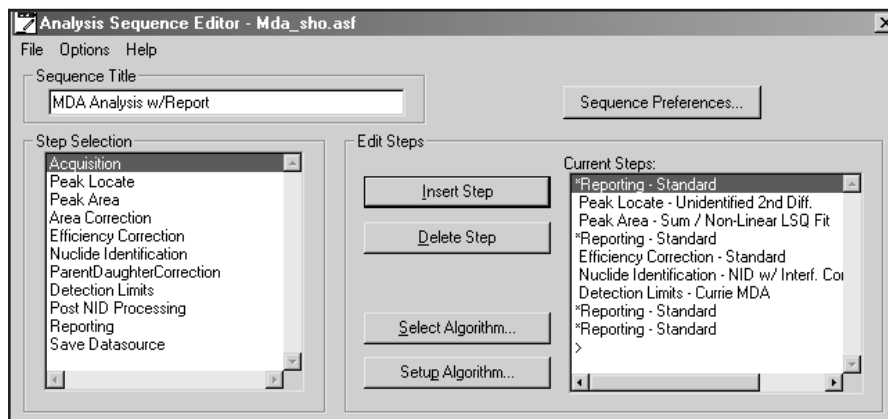 Analysis Sequence Editor - Mda_sho.asf
File Options Help
Sequence Title
MDA Analysis w/Report
Sequence Preferences...
Step Selection
Acquisition
Peak Locate
Peak Area
Area Correction
Efficiency Correction
Nuclide Identification
ParentDaughterCorrection
Detection Limits
Post NID Processing
Reporting
Save Datasource
Edit Steps
Insert Step
Delete Step
Select Algorithm...
Setup Algorithm...
Current Steps:
*Reporting - Standard
Peak Locate - Unidentified 2nd Diff.
Peak Area - Sum / Non-Linear LSQ Fit
*Reporting - Standard
Efficiency Correction - Standard
Nuclide Identification - NID w/ Interf. Co
Detection Limits - Currie MDA
*Reporting - Standard
*Reporting - Standard
>